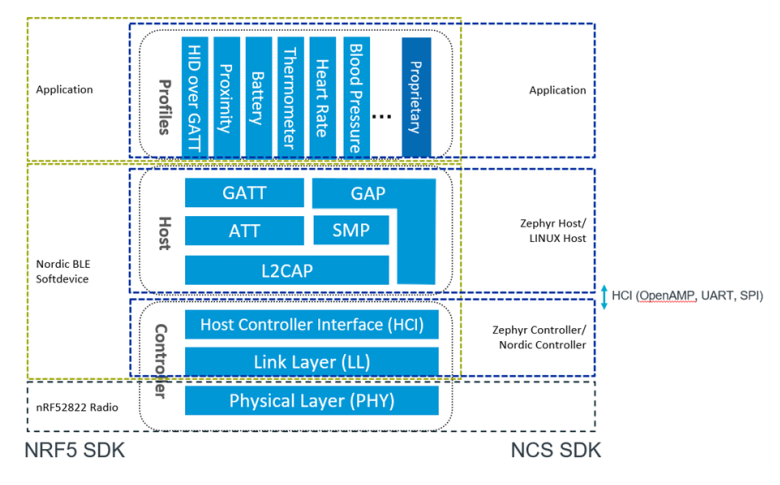 Application
Profiles
HID over GATT
Proximity
Battery
Thermometer
Heart Rate
Blood Pressure
...
Proprietary
Application
Nordic BLE
Softdevice
Host
GATT
GAP
ATT
SMP
L2CAP
Zephyr Host/
LINUX Host
HCI (OpenAMP, UART, SPI)
Controller
Host Controller Interface (HCI)
Link Layer (LL)
Zephyr Controller/
Nordic Controller
nRF52822 Radio
Physical Layer (PHY)
NRF5 SDK
NCS SDK